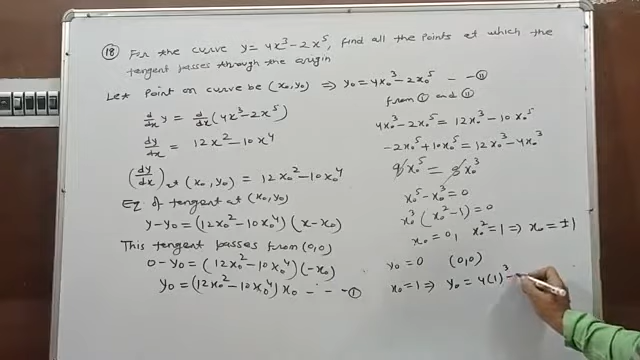 ⑱ For the curve y = 4x³ – 2x⁵, find all the points at which the
tangent passes through the origin
Let point on curve be (x₀, y₀) ⇒ y₀ = 4x₀³ – 2x₀⁵ - - ⑪
d/dx y = d/dx (4x³ – 2x⁵)
dy/dx = 12x² – 10x⁴
(dy/dx) at (x₀, y₀) = 12x₀² – 10x₀⁴
Eq. of tangent at (x₀, y₀)
y – y₀ = (12x₀² – 10x₀⁴)(x – x₀)
This tangent passes from (0,0)
0 – y₀ = (12x₀² – 10x₀⁴)(–x₀)
y₀ = (12x₀² – 10x₀⁴) x₀ - - - ①
from ① and ⑪
4x₀³ – 2x₀⁵ = 12x₀³ – 10x₀⁵
–2x₀⁵ + 10x₀⁵ = 12x₀³ – 4x₀³
8x₀⁵ = 8x₀³
x₀⁵ – x₀³ = 0
x₀³ (x₀² – 1) = 0
x₀ = 0, x₀² = 1 ⇒ x₀ = ±1
y₀ = 0 (0,0)
x₀ = 1 ⇒ y₀ = 4(1)³ –